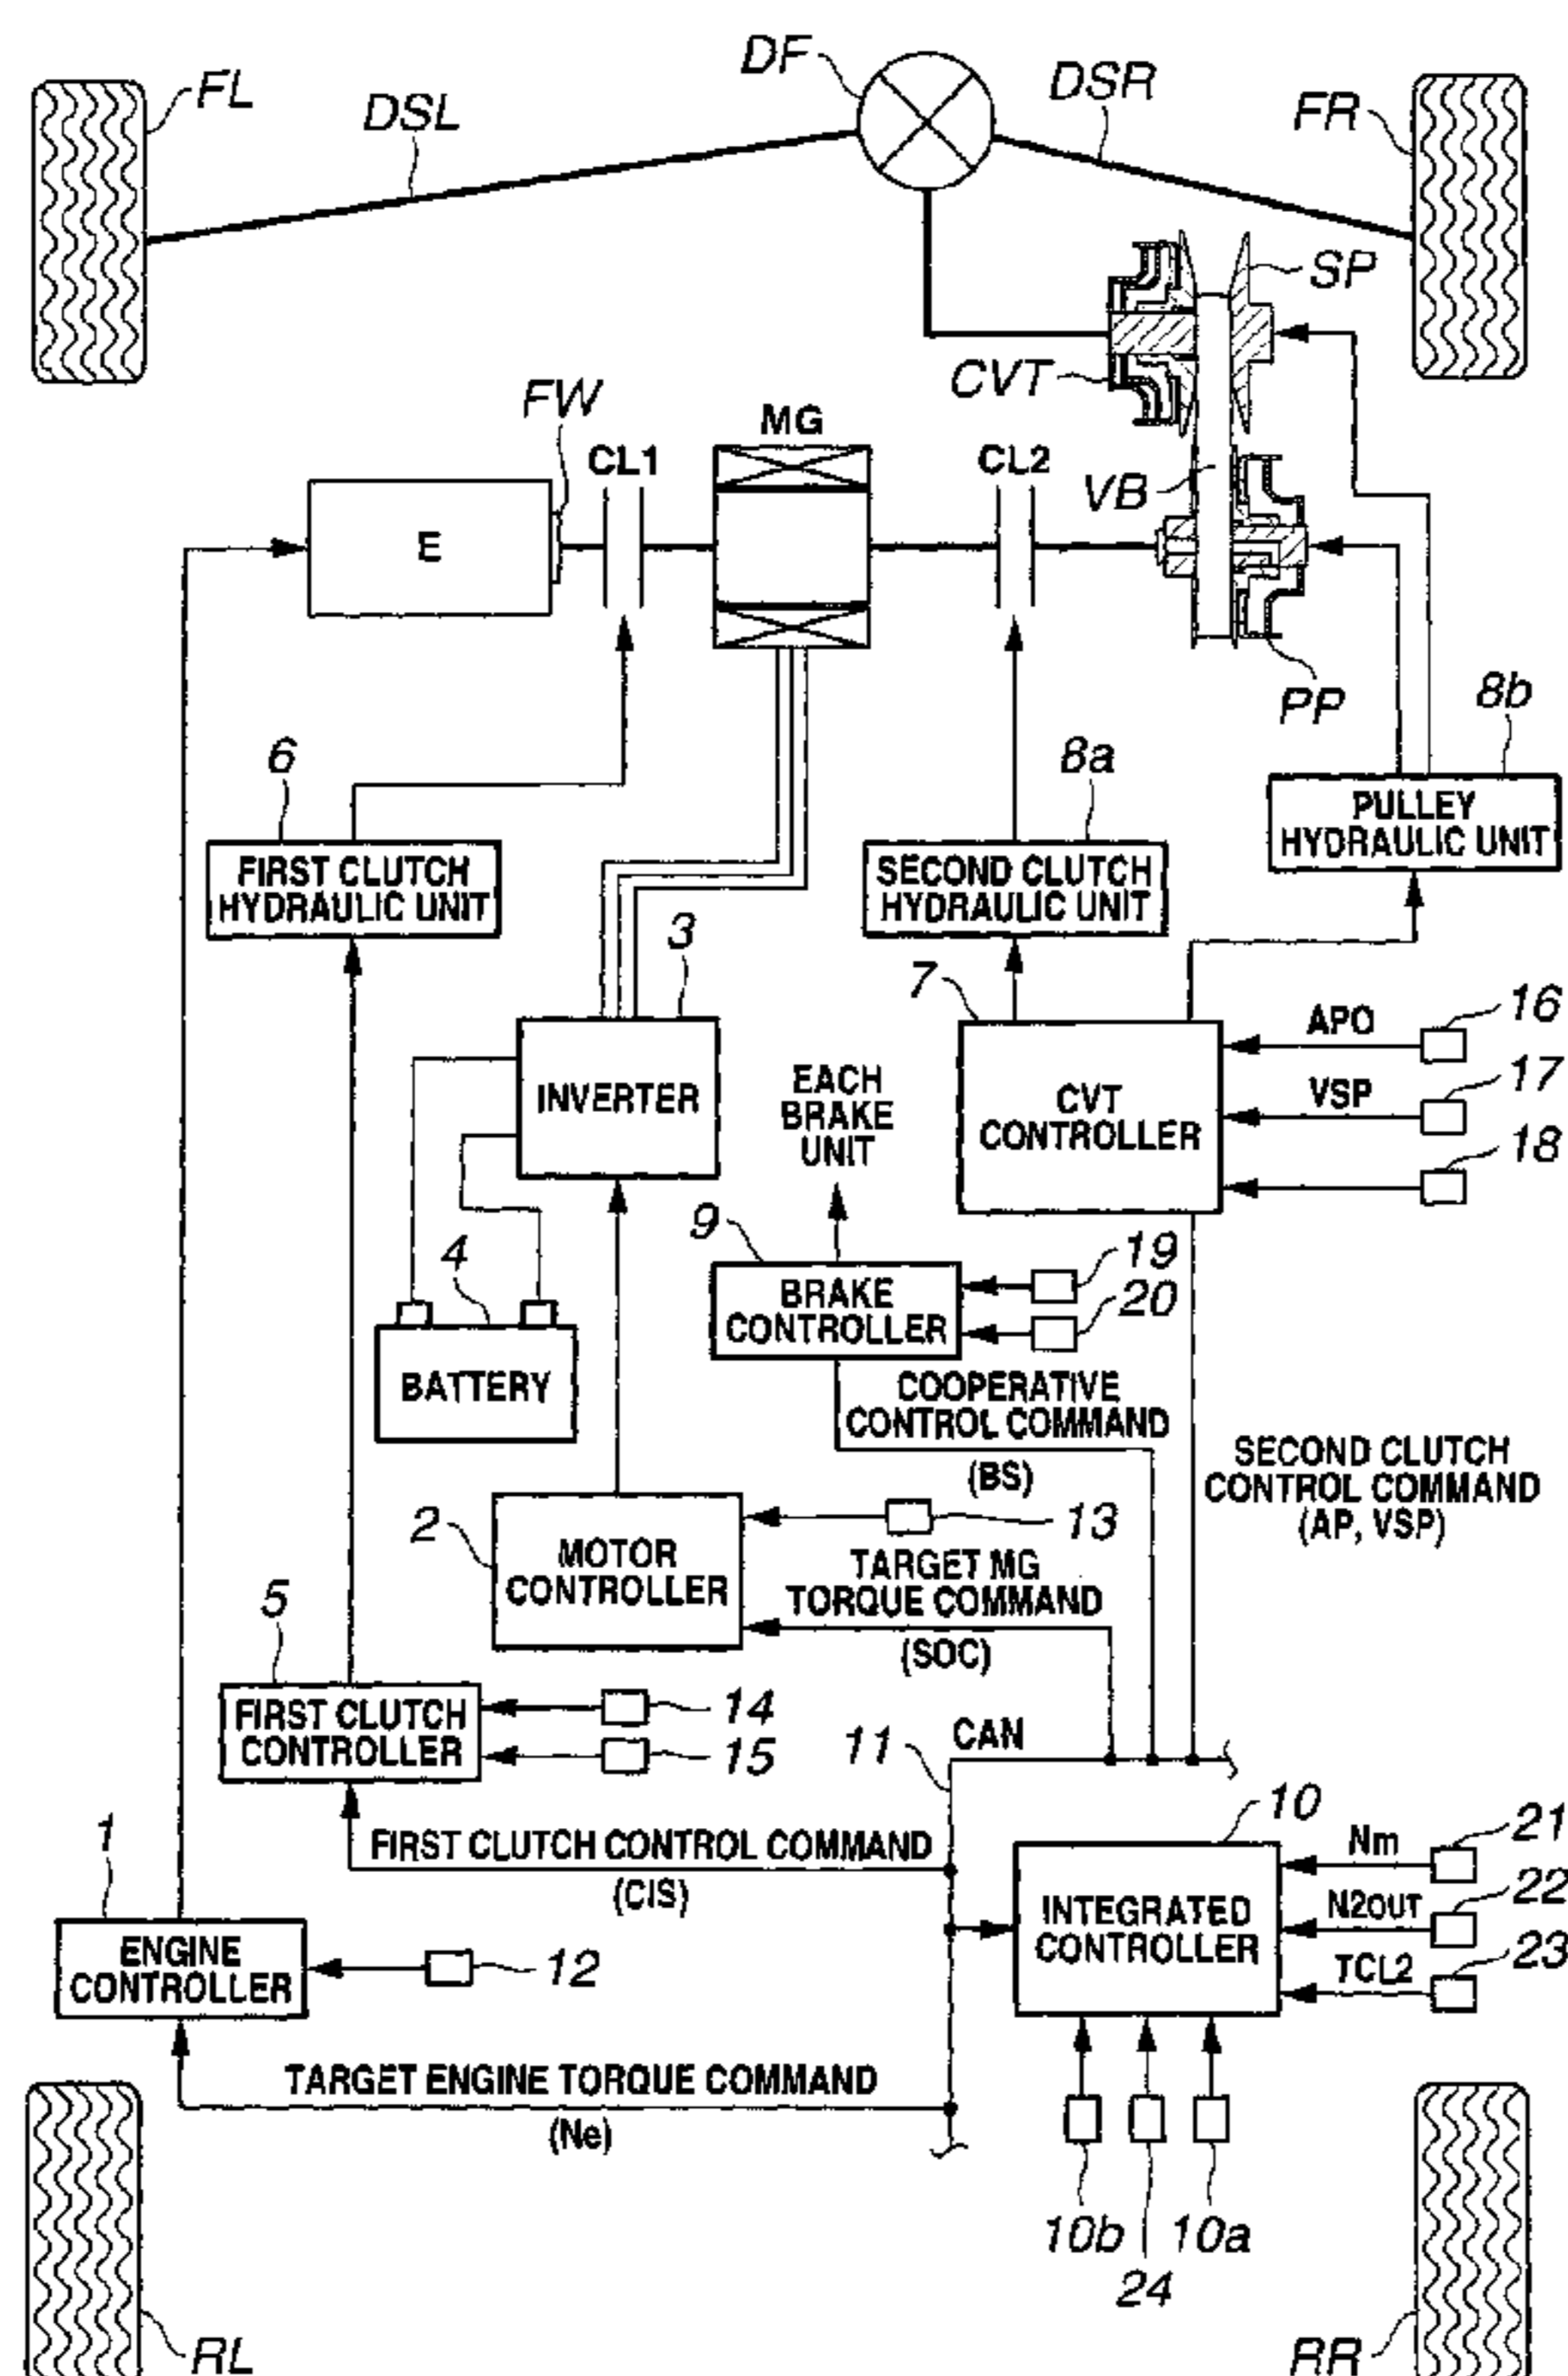 DF
FL
DSL
DSR
FR
SP
CVT
FW
MG
CL1
CL2
VB
E
PP
8b
6
8a
PULLEY
HYDRAULIC UNIT
FIRST CLUTCH
HYDRAULIC UNIT
SECOND CLUTCH
HYDRAULIC UNIT
3
7
16
APO
INVERTER
EACH
BRAKE
UNIT
CVT
CONTROLLER
VSP
17
18
9
4
19
BRAKE
CONTROLLER
20
BATTERY
COOPERATIVE
CONTROL COMMAND
(BS)
SECOND CLUTCH
CONTROL COMMAND
(AP, VSP)
2
13
MOTOR
CONTROLLER
TARGET MG
TORQUE COMMAND
(SOC)
5
FIRST CLUTCH
CONTROLLER
14
15
11
CAN
10
1
FIRST CLUTCH CONTROL COMMAND
(CIS)
Nm
21
INTEGRATED
CONTROLLER
N2OUT
22
TCL2
23
ENGINE
CONTROLLER
12
TARGET ENGINE TORQUE COMMAND
(Ne)
10b
10a
24
RL
RR